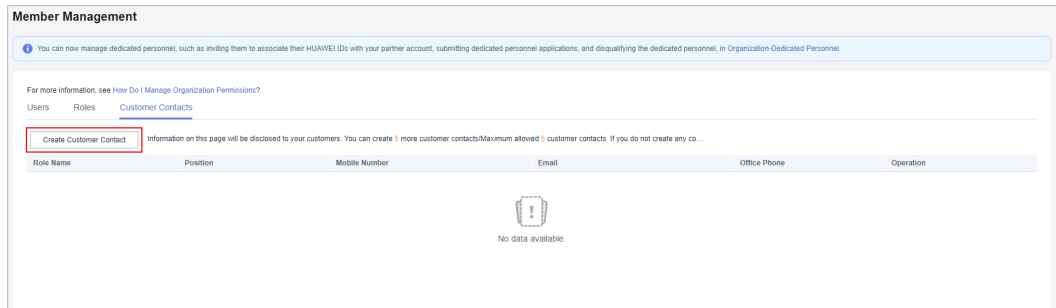 Member Management
You can now manage dedicated personnel, such as inviting them to associate their HUAWEI IDs with your partner account, submitting dedicated personnel applications, and disqualifying the dedicated personnel, in Organization-Dedicated Personnel.
For more information, see How Do I Manage Organization Permissions?
Users Roles Customer Contacts
Create Customer Contact Information on this page will be disclosed to your customers. You can create 5 more customer contacts/Maximum allowed 5 customer contacts. If you do not create any co...
Role Name Position Mobile Number Email Office Phone Operation
No data available.